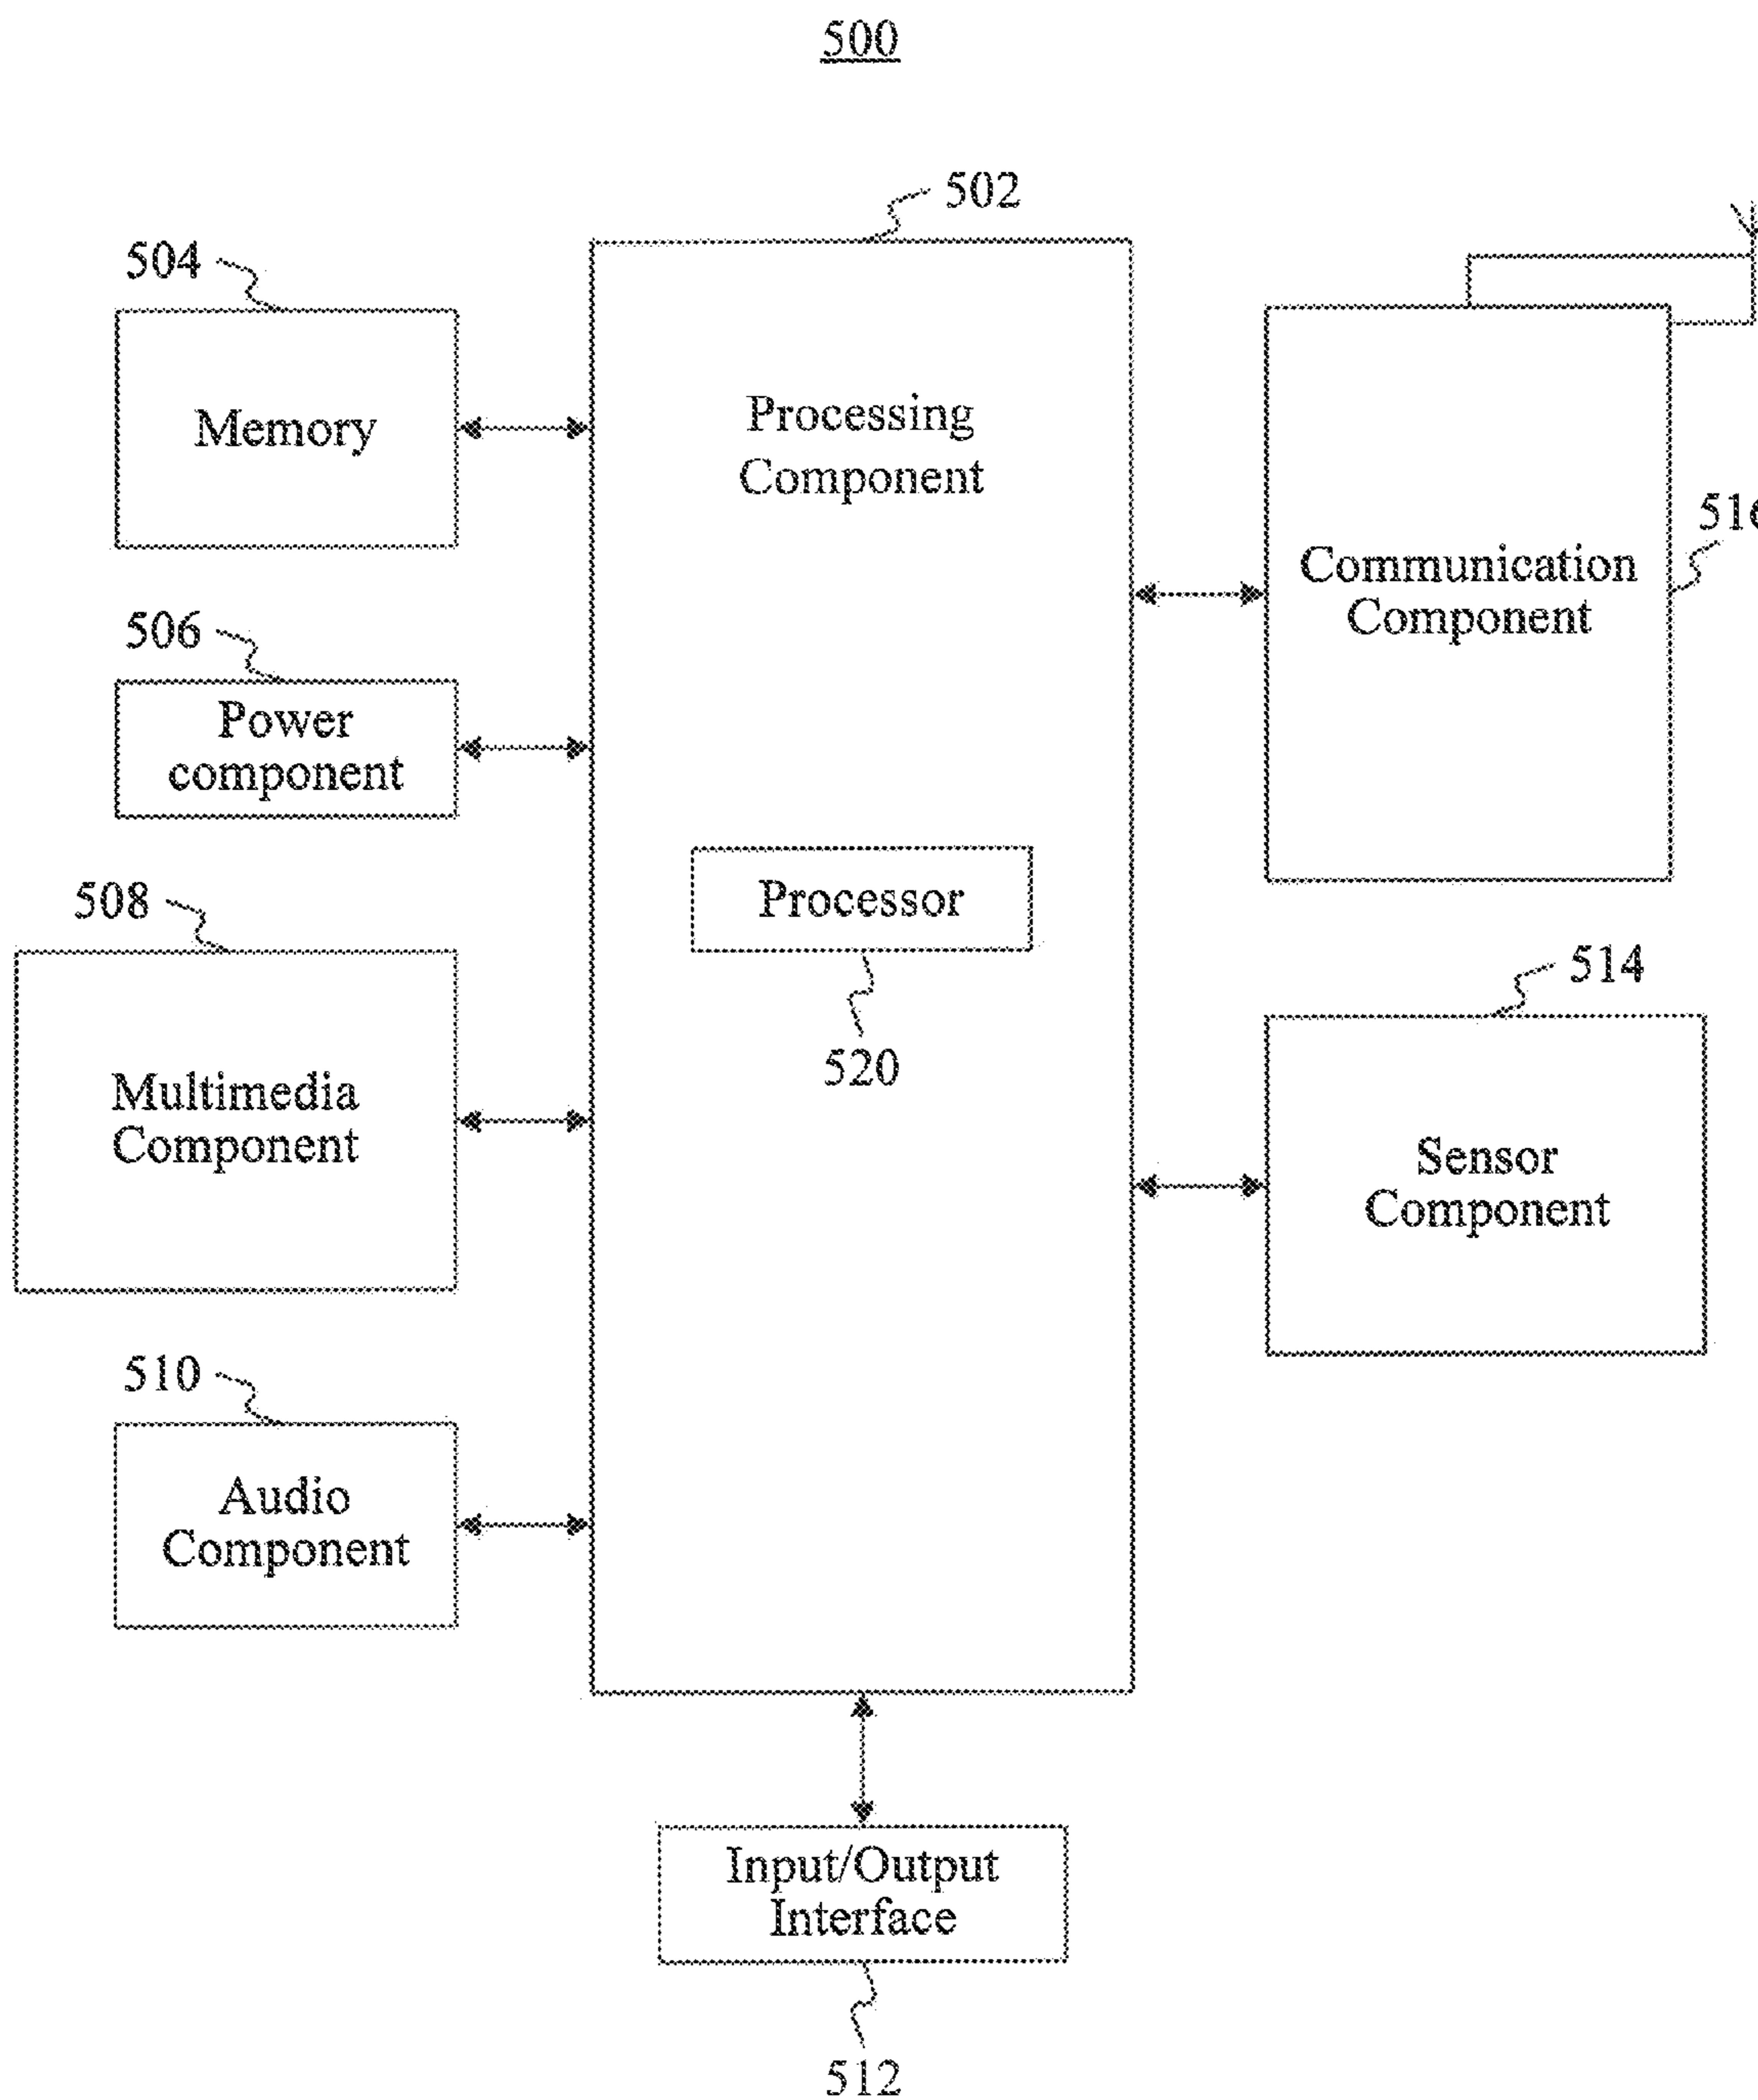 500
502
504
Memory
Processing
Component
516
Communication
Component
506
Power
component
Processor
520
508
Multimedia
Component
514
Sensor
Component
510
Audio
Component
Input/Output
Interface
512